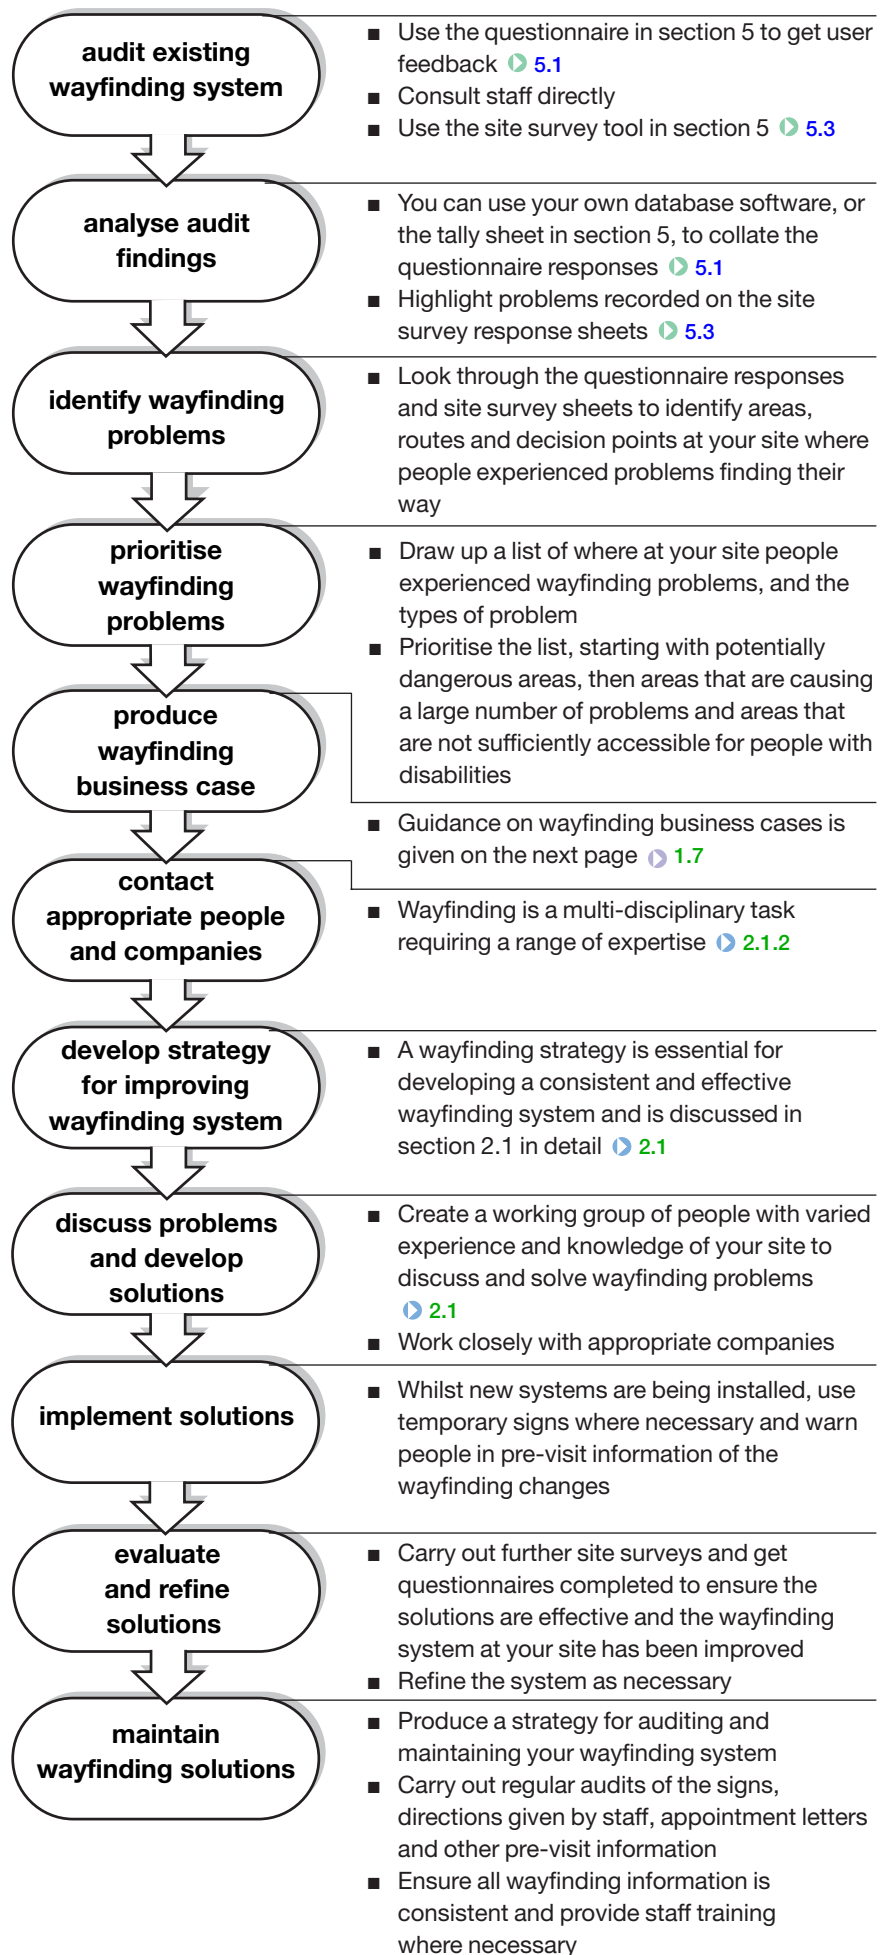 audit existing
wayfinding system
■ Use the questionnaire in section 5 to get user
feedback 5.1
■ Consult staff directly
■ Use the site survey tool in section 5 5.3
analyse audit
findings
■ You can use your own database software, or
the tally sheet in section 5, to collate the
questionnaire responses 5.1
■ Highlight problems recorded on the site
survey response sheets 5.3
identify wayfinding
problems
■ Look through the questionnaire responses
and site survey sheets to identify areas,
routes and decision points at your site where
people experienced problems finding their
way
prioritise
wayfinding
problems
■ Draw up a list of where at your site people
experienced wayfinding problems, and the
types of problem
■ Prioritise the list, starting with potentially
dangerous areas, then areas that are causing
a large number of problems and areas that
are not sufficiently accessible for people with
disabilities
produce
wayfinding
business case
■ Guidance on wayfinding business cases is
given on the next page 1.7
contact
appropriate people
and companies
■ Wayfinding is a multi-disciplinary task
requiring a range of expertise 2.1.2
develop strategy
for improving
wayfinding system
■ A wayfinding strategy is essential for
developing a consistent and effective
wayfinding system and is discussed in
section 2.1 in detail 2.1
discuss problems
and develop
solutions
■ Create a working group of people with varied
experience and knowledge of your site to
discuss and solve wayfinding problems
2.1
■ Work closely with appropriate companies
implement solutions
■ Whilst new systems are being installed, use
temporary signs where necessary and warn
people in pre-visit information of the
wayfinding changes
evaluate
and refine
solutions
■ Carry out further site surveys and get
questionnaires completed to ensure the
solutions are effective and the wayfinding
system at your site has been improved
■ Refine the system as necessary
maintain
wayfinding solutions
■ Produce a strategy for auditing and
maintaining your wayfinding system
■ Carry out regular audits of the signs,
directions given by staff, appointment letters
and other pre-visit information
■ Ensure all wayfinding information is
consistent and provide staff training
where necessary